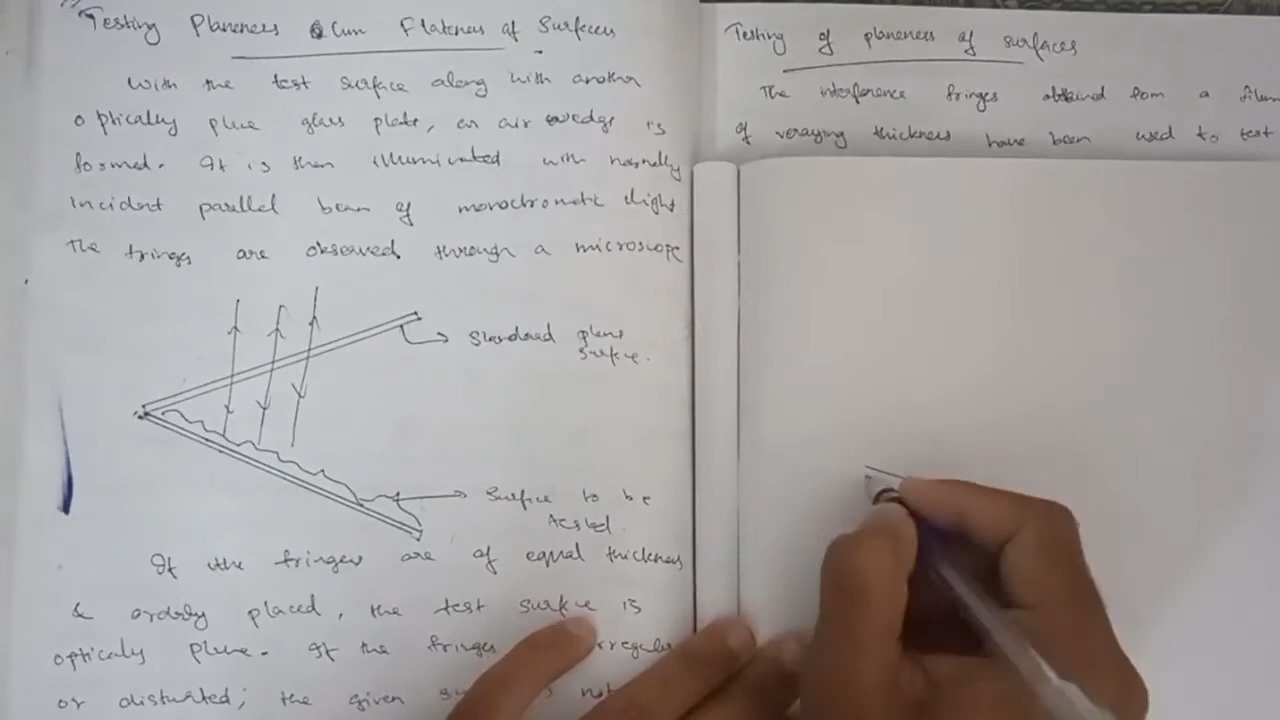 Testing Planeness Cum Flateness of Surfaces
With the test surface along with another
optically plane glass plate, an air wedge is
formed. It is then illuminated with normally
incident parallel beam of monochromatic light
The fringes are observed through a microscope
Standard plane
surface.
Surface to be
tested.
If the fringes are of equal thickness
& orderly placed, the test surface is
optically plane. If the fringes
or disturbed; the given
Testing of planeness of surfaces
The interference fringes obtained from a
of veraying thickness have been used to test